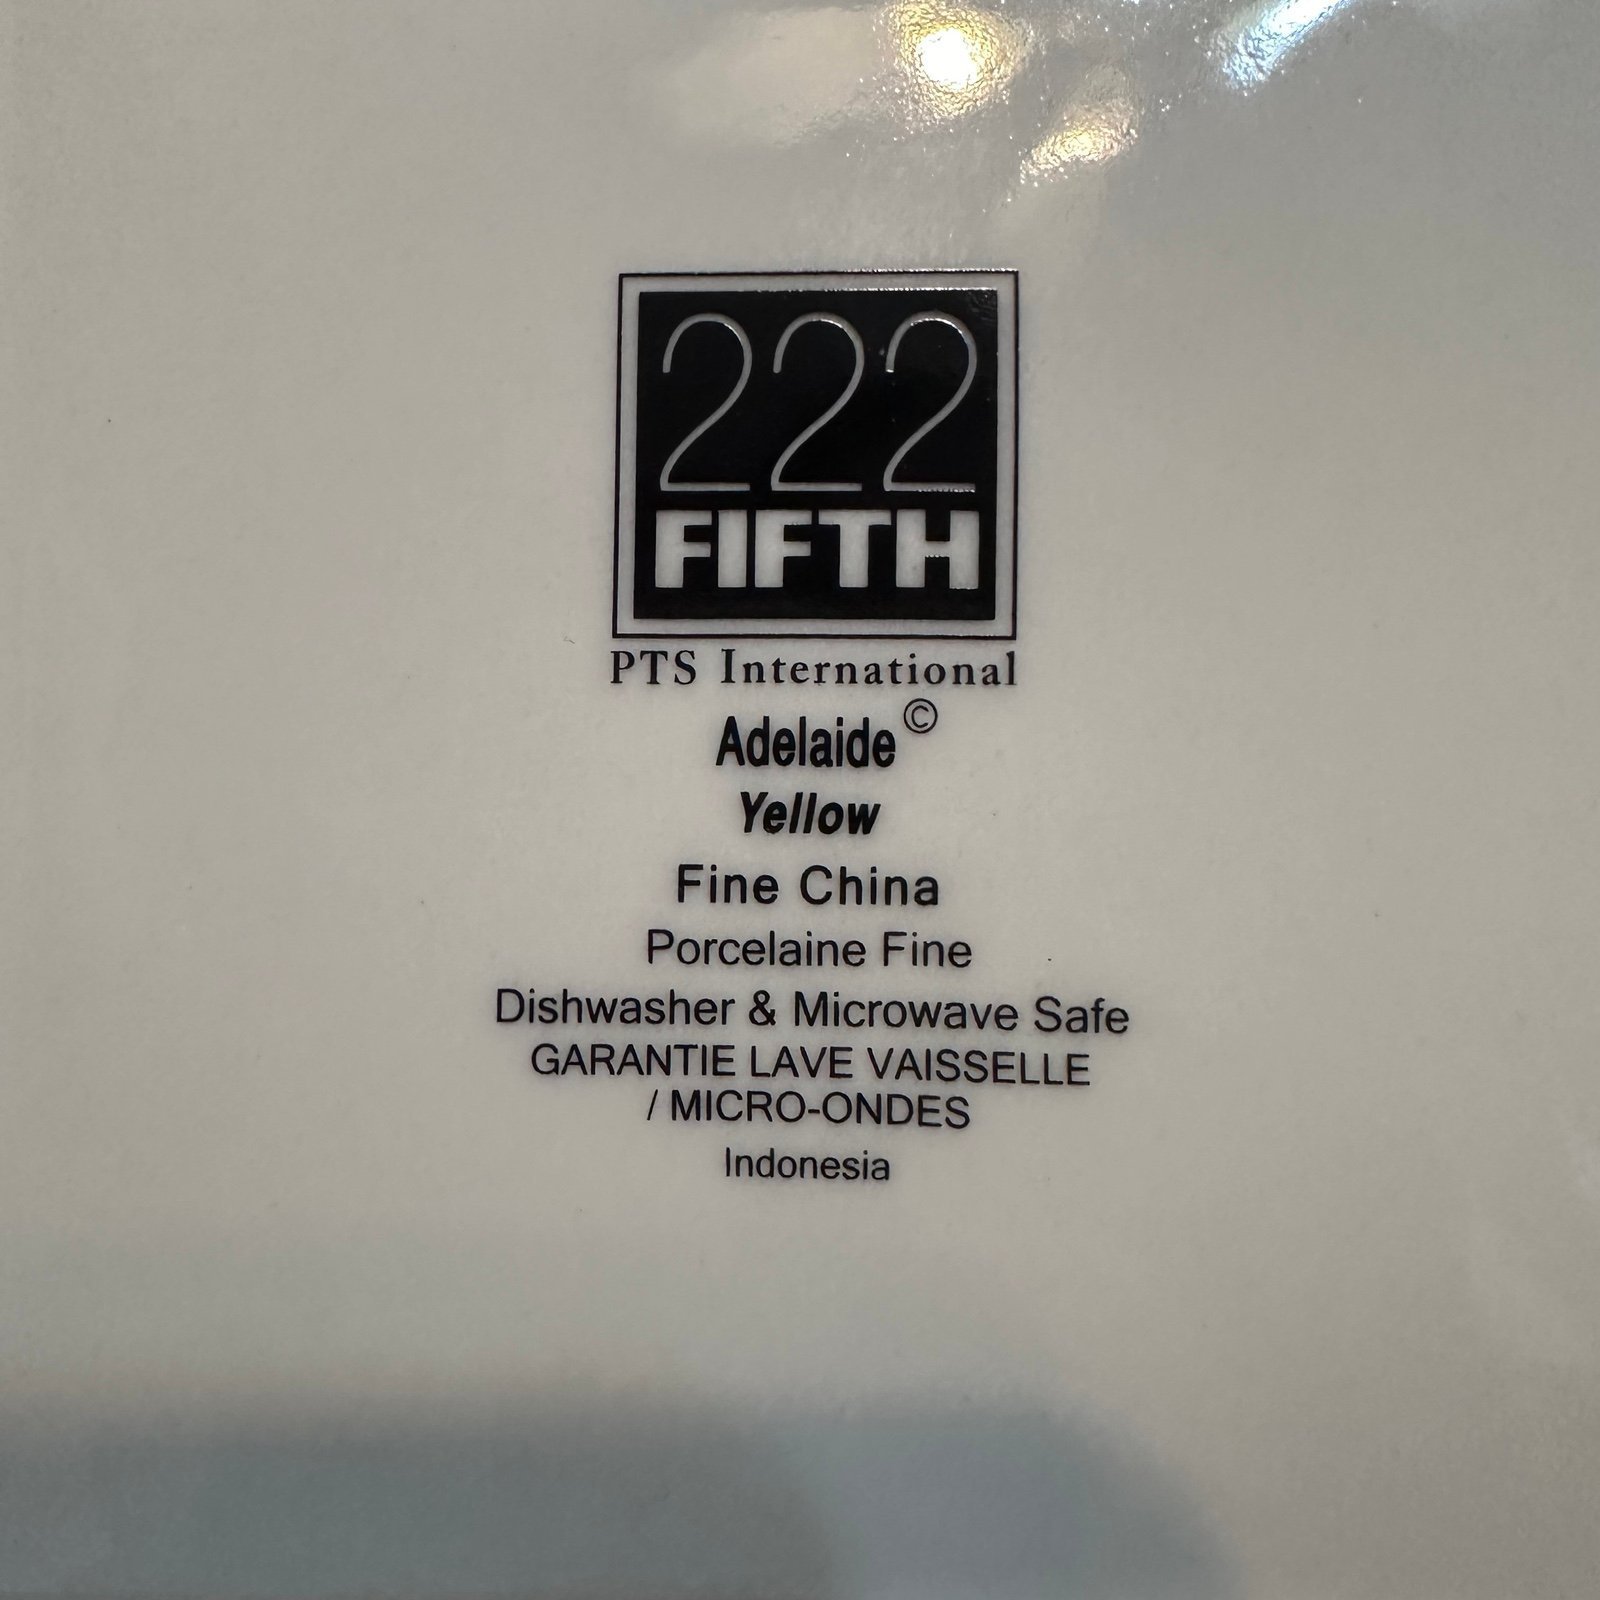 222
FIFTH
PTS International
Adelaide©
Yellow
Fine China
Porcelaine Fine
Dishwasher & Microwave Safe
GARANTIE LAVE VAISSELLE
/ MICRO-ONDES
Indonesia